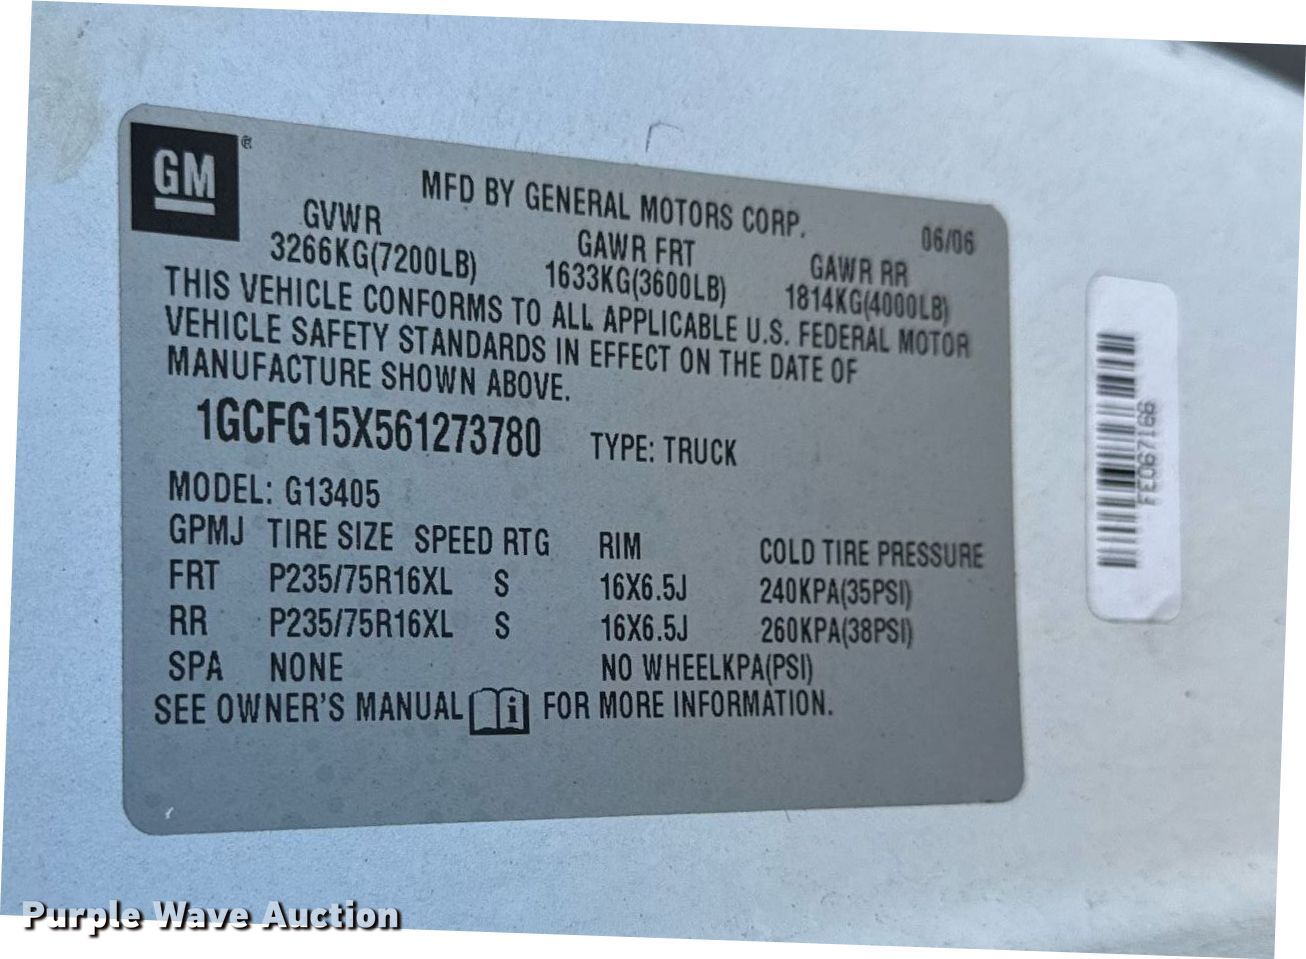 GM®
MFD BY GENERAL MOTORS CORP.
06/06
GVWR GAWR FRT GAWR RR
3266KG(7200LB) 1633KG(3600LB) 1814KG(4000LB)
THIS VEHICLE CONFORMS TO ALL APPLICABLE U.S. FEDERAL MOTOR
VEHICLE SAFETY STANDARDS IN EFFECT ON THE DATE OF
MANUFACTURE SHOWN ABOVE.
1GCFG15X561273780 TYPE: TRUCK
MODEL: G13405
GPMJ TIRE SIZE SPEED RTG RIM COLD TIRE PRESSURE
FRT P235/75R16XL S 16X6.5J 240KPA(35PSI)
RR P235/75R16XL S 16X6.5J 260KPA(38PSI)
SPA NONE NO WHEELKPA(PSI)
SEE OWNER'S MANUAL i FOR MORE INFORMATION.
FE067166
Purple Wave Auction